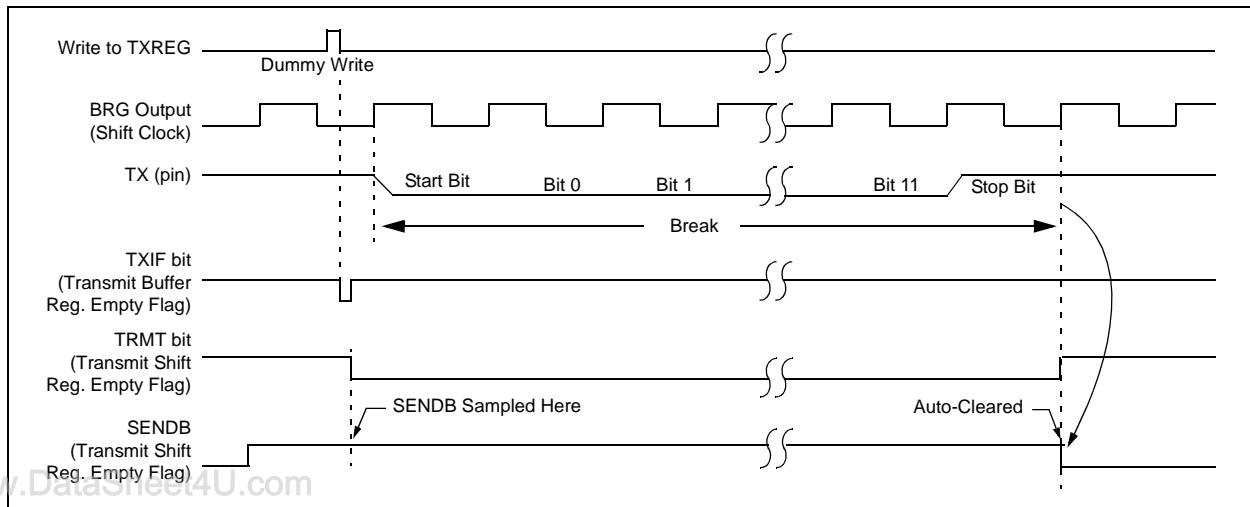 Write to TXREG
Dummy Write
BRG Output
(Shift Clock)
TX (pin)
Start Bit
Bit 0
Bit 1
Bit 11
Stop Bit
Break
TXIF bit
(Transmit Buffer
Reg. Empty Flag)
TRMT bit
(Transmit Shift
Reg. Empty Flag)
SENDB Sampled Here
Auto-Cleared
SENDB
(Transmit Shift
Reg. Empty Flag)
w.DataSheet4U.com